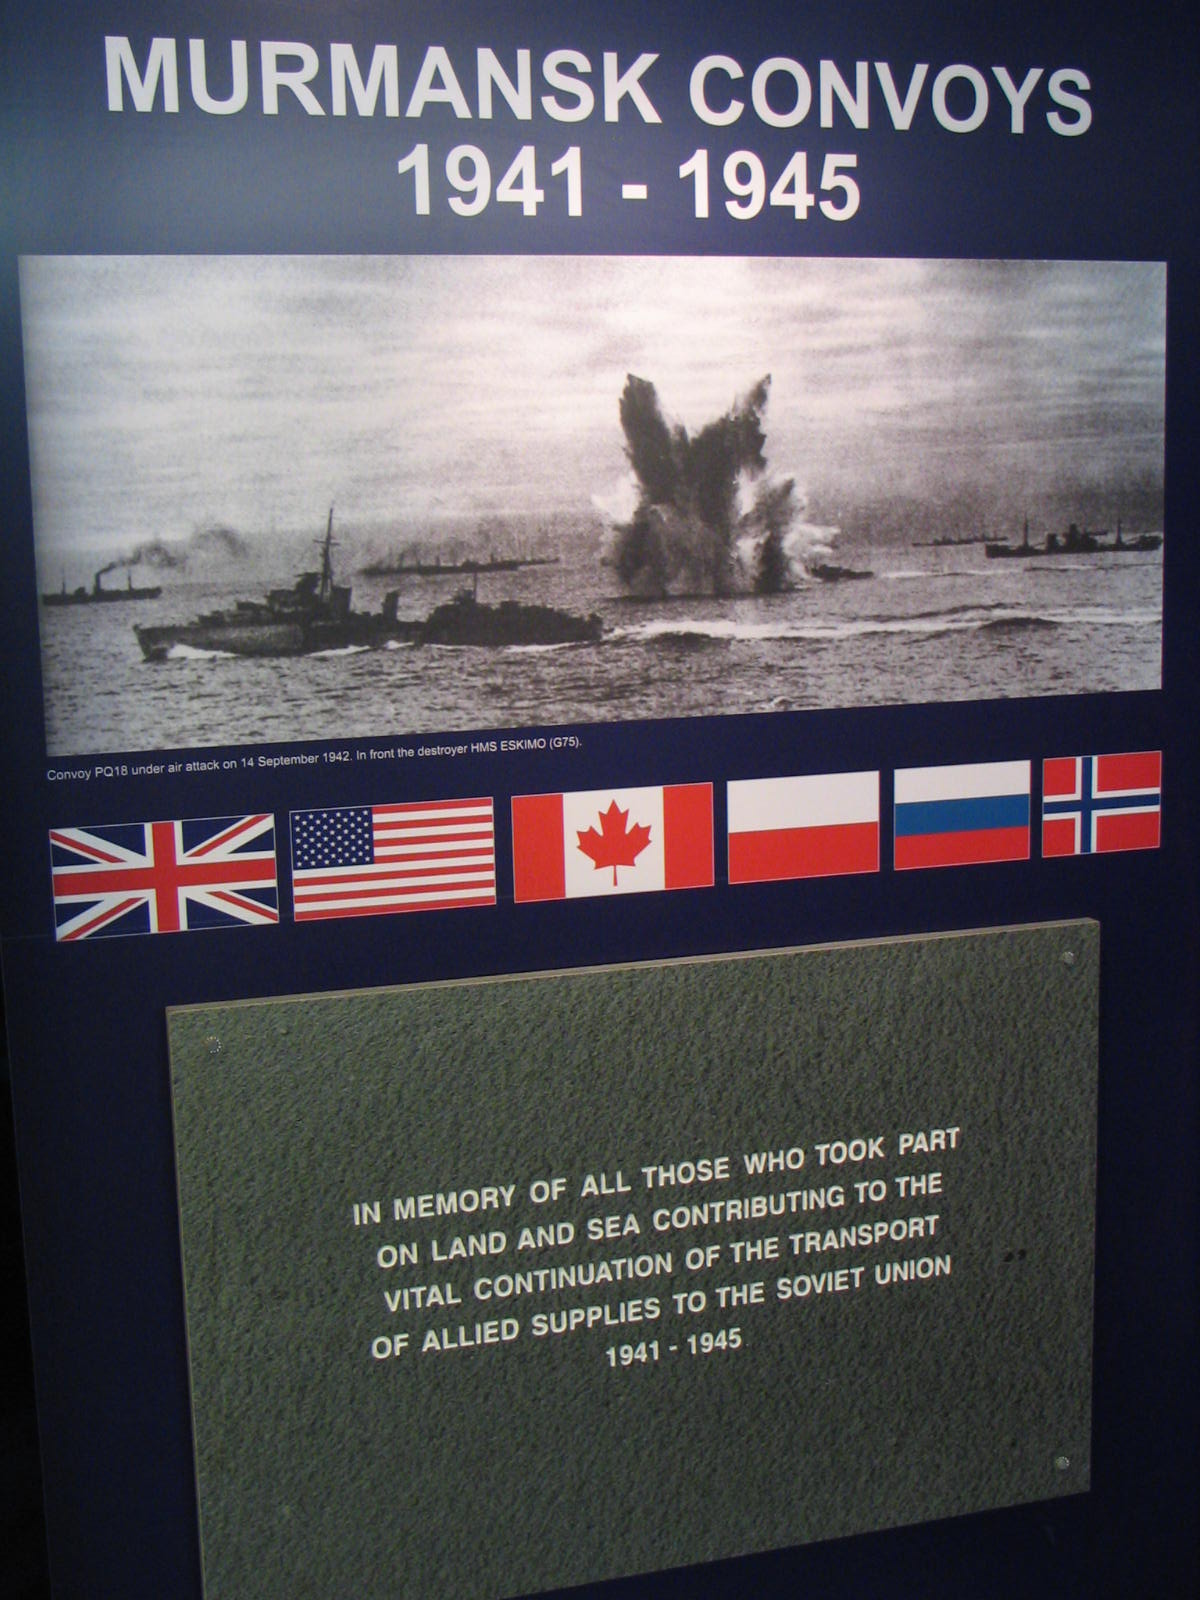 MURMANSK CONVOYS
1941 - 1945
Convoy PQ18 under air attack on 14 September 1942. In front the destroyer HMS ESKIMO (G75).
IN MEMORY OF ALL THOSE WHO TOOK PART
ON LAND AND SEA CONTRIBUTING TO THE
VITAL CONTINUATION OF THE TRANSPORT
OF ALLIED SUPPLIES TO THE SOVIET UNION
1941 - 1945